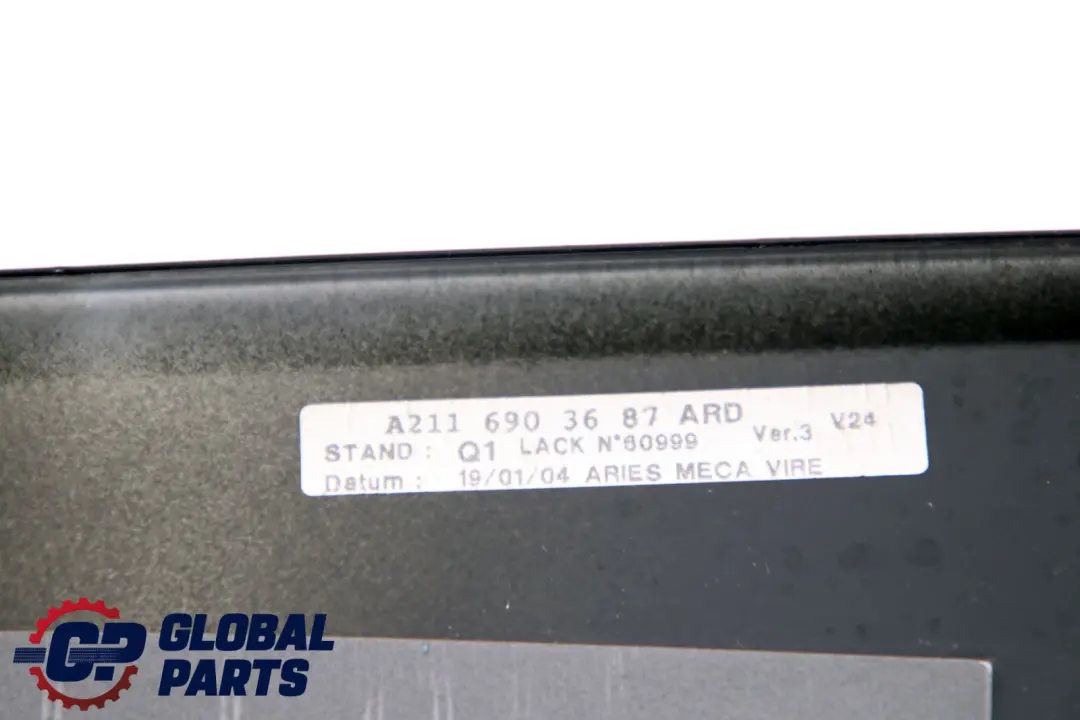 A211 690 36 87 ARD
STAND : Q1 LACK N°60999 Ver.3 V24
Datum : 19/01/04 ARIES MECA VIRE
GP GLOBAL
PARTS